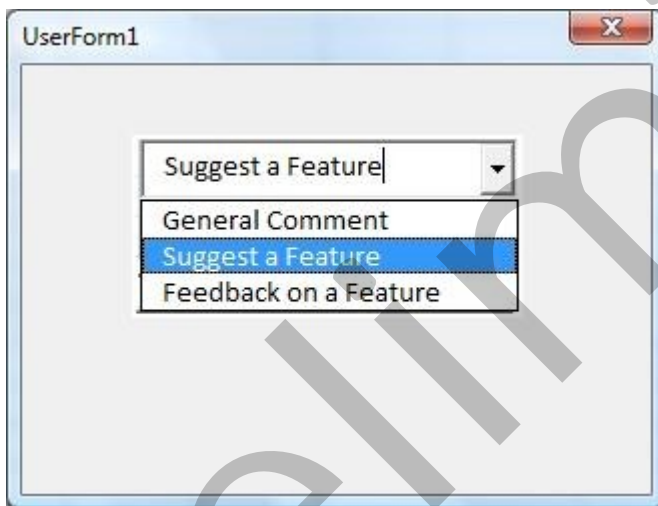 UserForm1
Suggest a Feature
General Comment
Suggest a Feature
Feedback on a Feature